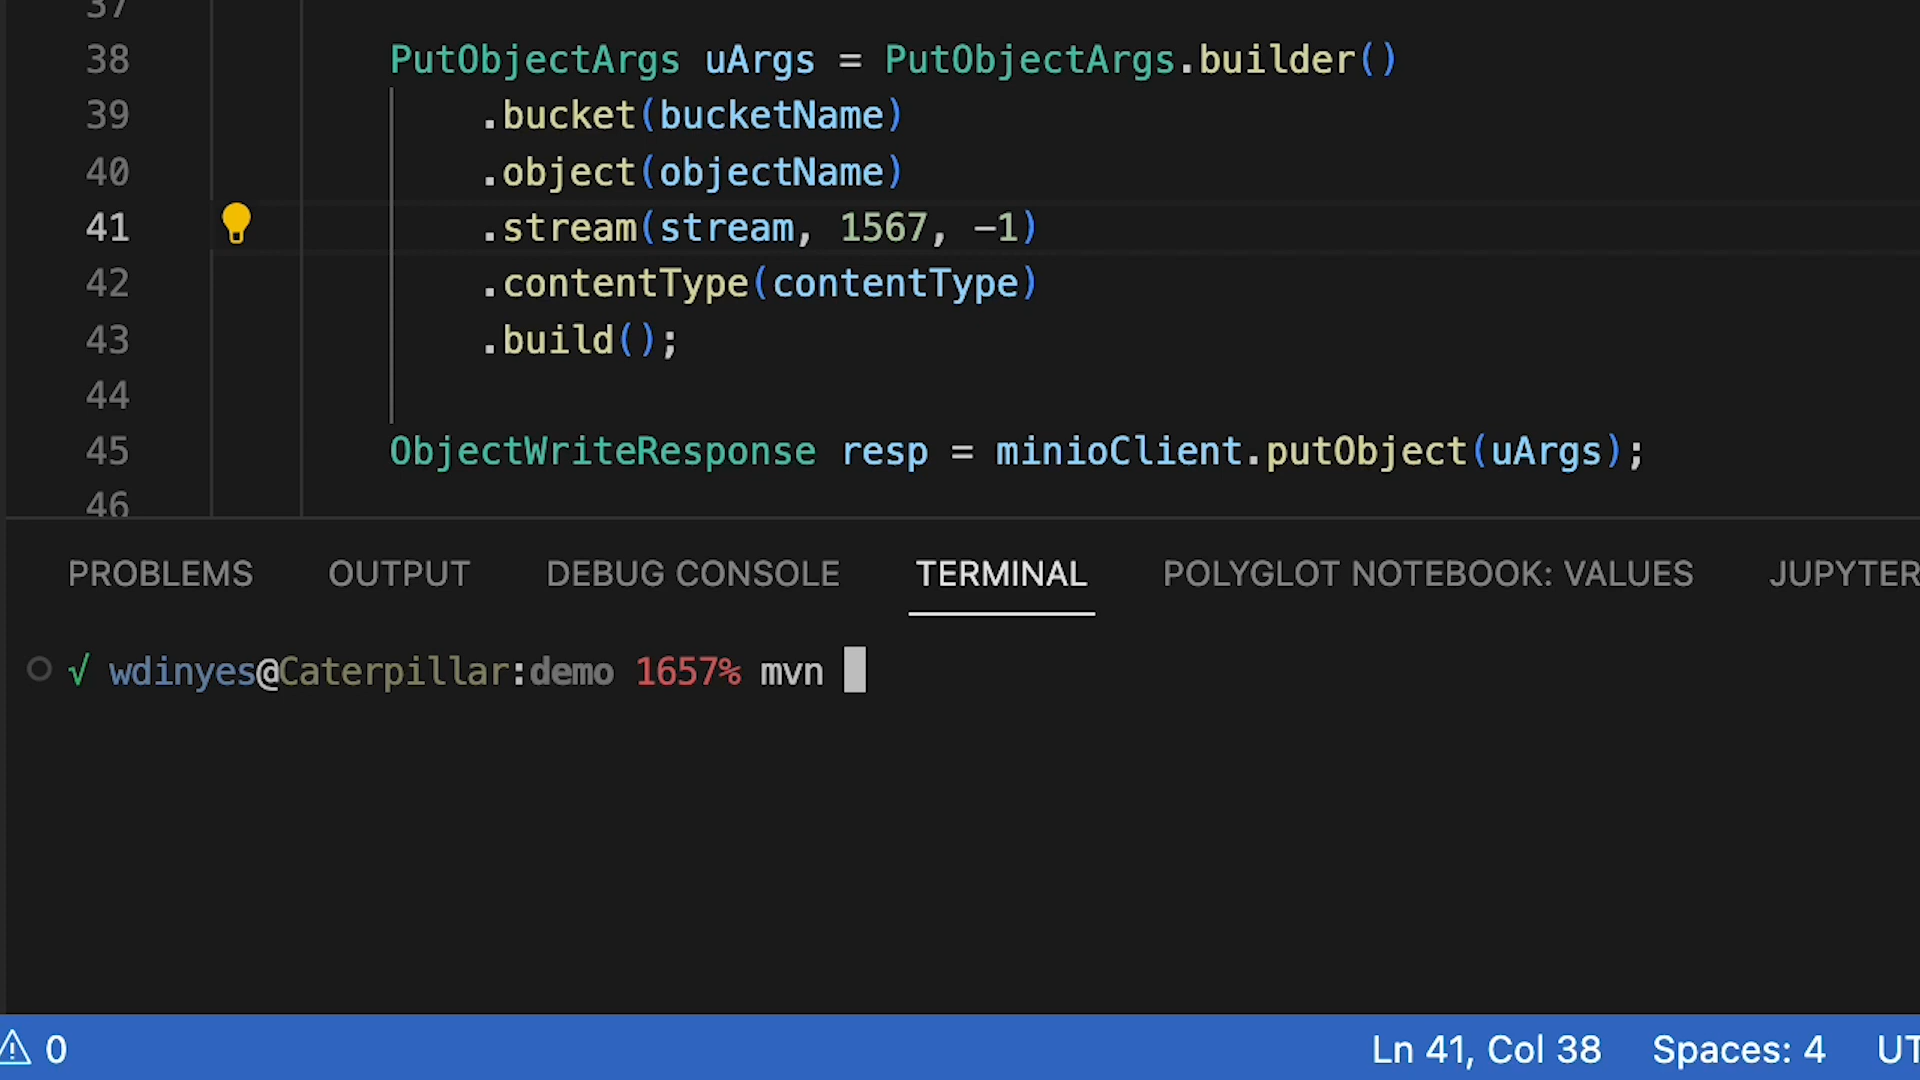 37
38 PutObjectArgs uArgs = PutObjectArgs.builder()
39 .bucket(bucketName)
40 .object(objectName)
41 .stream(stream, 1567, -1)
42 .contentType(contentType)
43 .build();
44
45 ObjectWriteResponse resp = minioClient.putObject(uArgs);
46
PROBLEMS OUTPUT DEBUG CONSOLE TERMINAL POLYGLOT NOTEBOOK: VALUES JUPYTER
√ wdinyes@Caterpillar:demo 1657% mvn
0 Ln 41, Col 38 Spaces: 4 UT